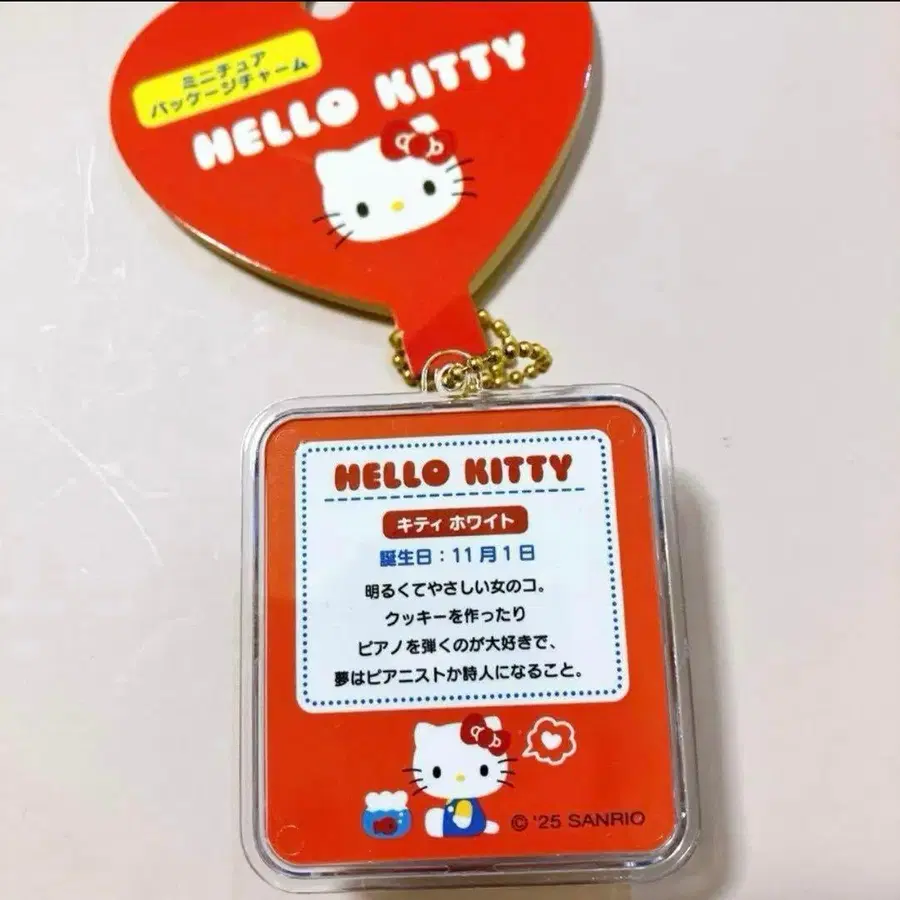 ミニチュア
パッケージチャーム
HELLO KITTY
HELLO KITTY
キティ ホワイト
誕生日：11月1日
明るくてやさしい女のコ。
クッキーを作ったり
ピアノを弾くのが大好きで、
夢はピアニストか詩人になること。
© '25 SANRIO